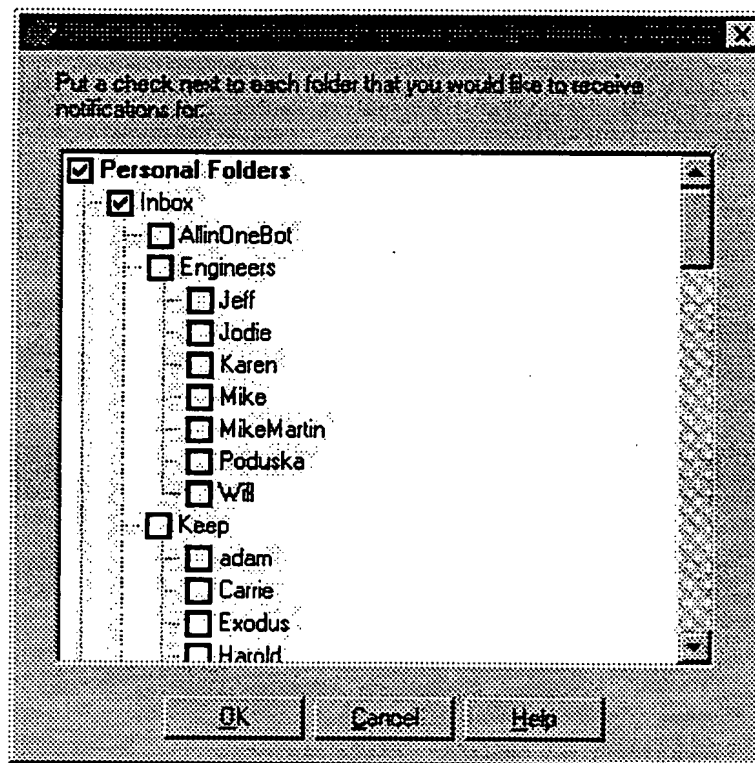 Put a check next to each folder that you would like to receive
notifications for:
Personal Folders
Inbox
AllinOneBot
Engineers
Jeff
Jodie
Karen
Mike
MikeMartin
Poduska
Will
Keep
adam
Carrie
Exodus
Harold
OK
Cancel
Help